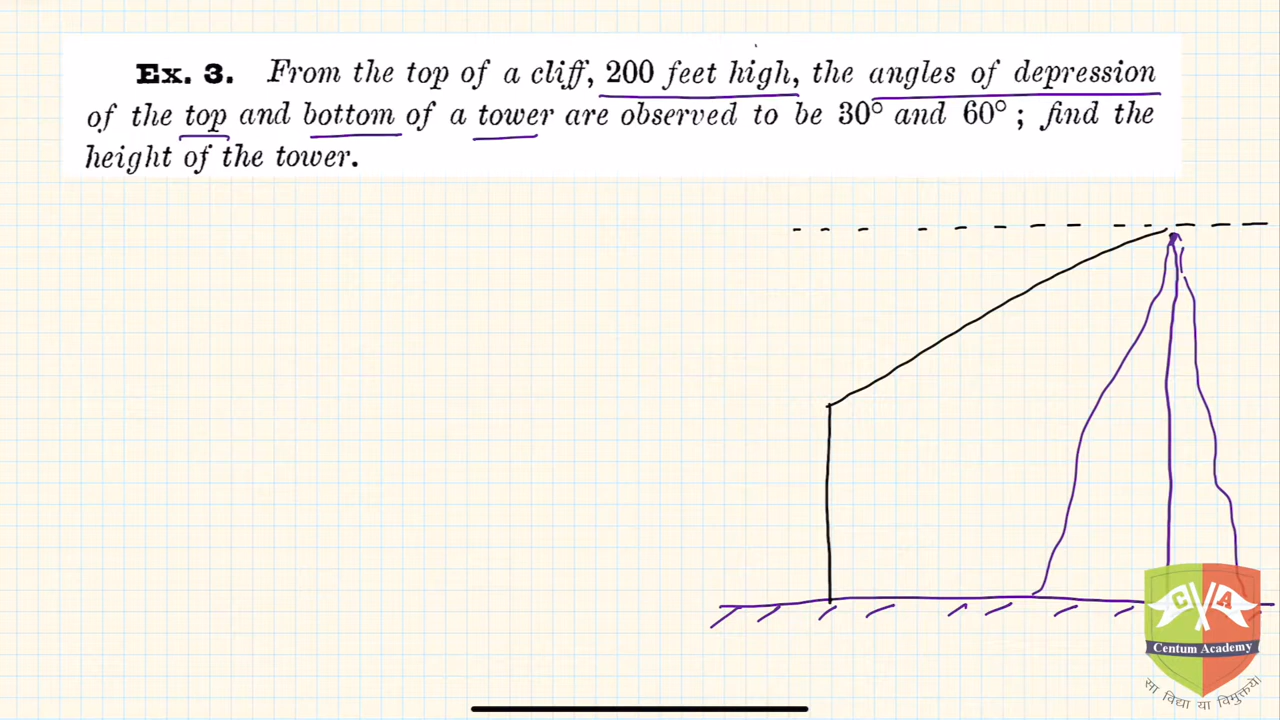 Ex. 3. From the top of a cliff, 200 feet high, the angles of depression
of the top and bottom of a tower are observed to be 30° and 60° ; find the
height of the tower.
C A
Centum Academy
सा विद्या या विमुक्तये।